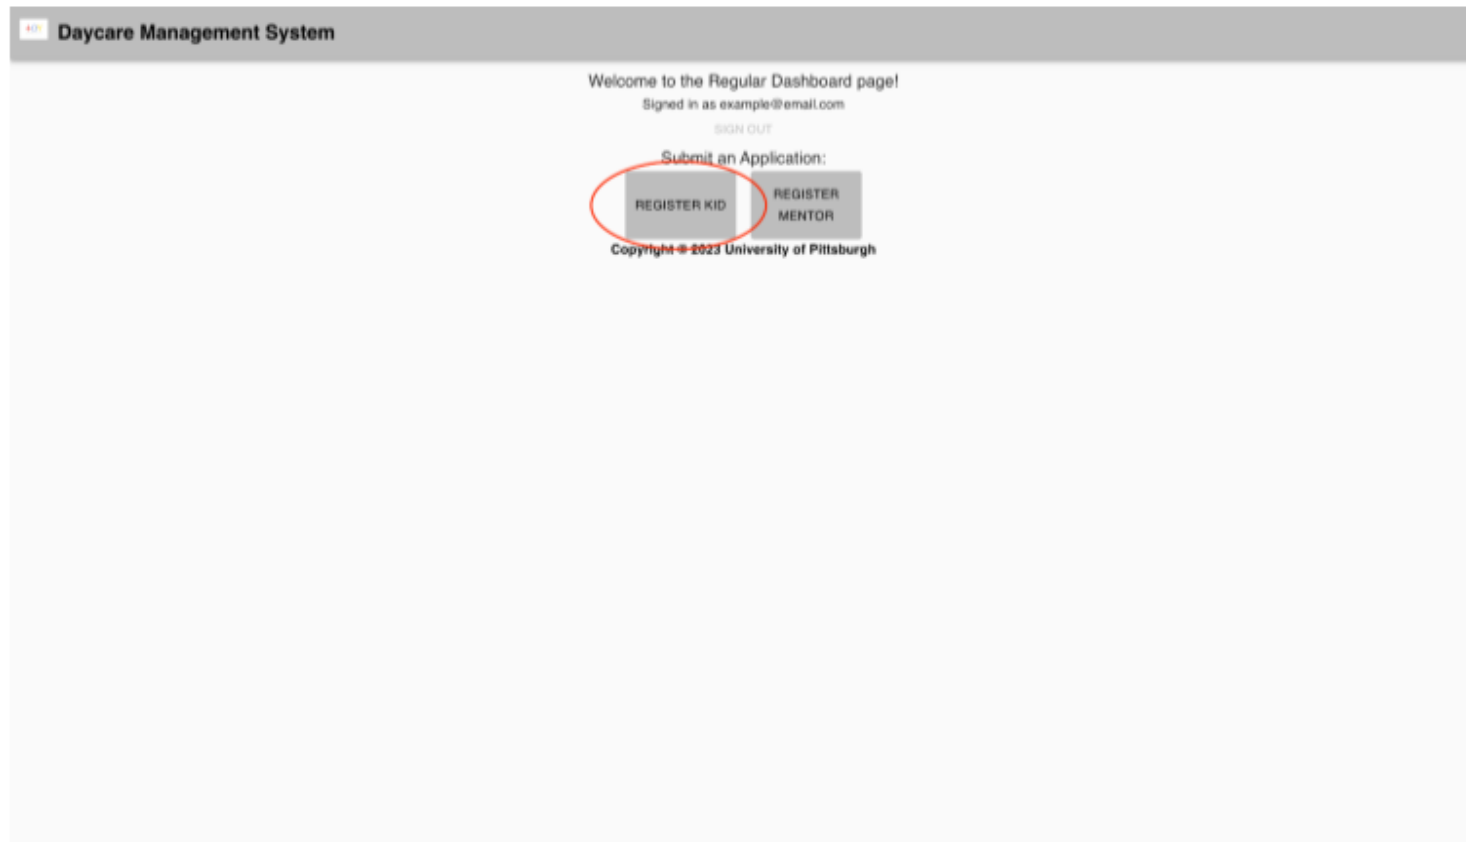 Daycare Management System
Welcome to the Regular Dashboard page!
Signed in as example@email.com
SIGN OUT
Submit an Application:
REGISTER KID
REGISTER
MENTOR
Copyright © 2023 University of Pittsburgh